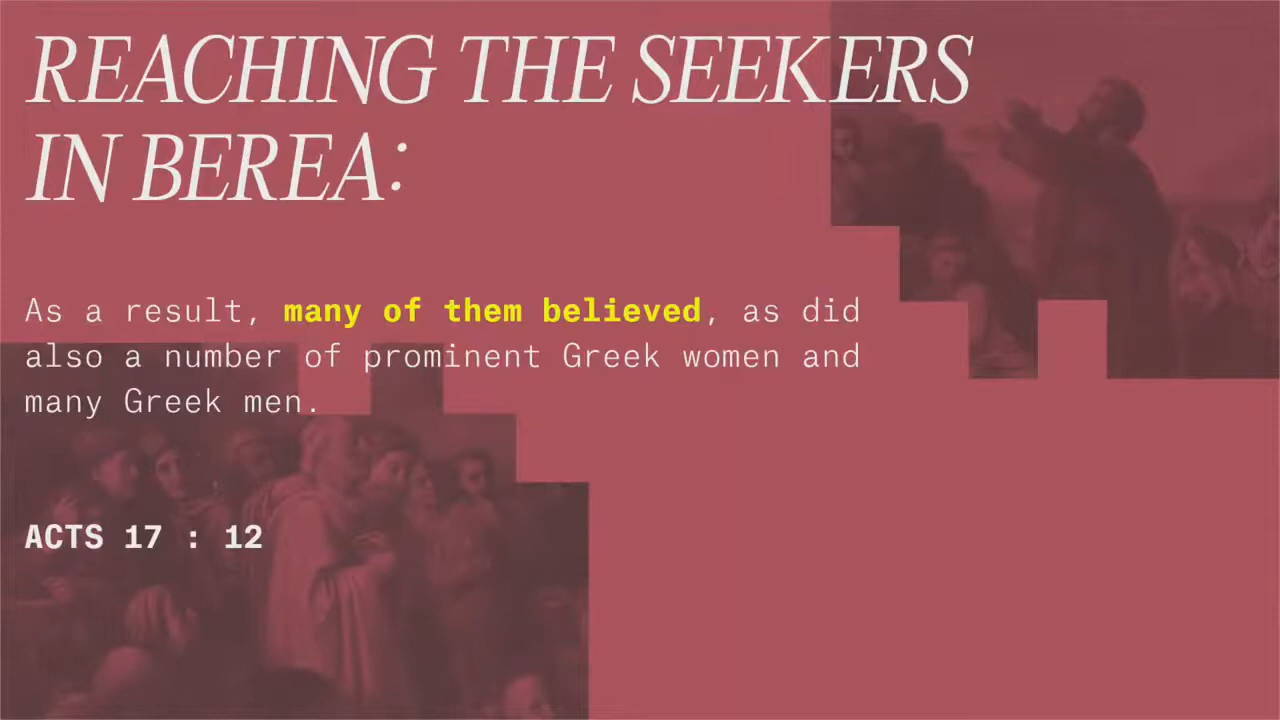 REACHING THE SEEKERS
IN BEREA:
As a result, many of them believed, as did
also a number of prominent Greek women and
many Greek men.
ACTS 17 : 12